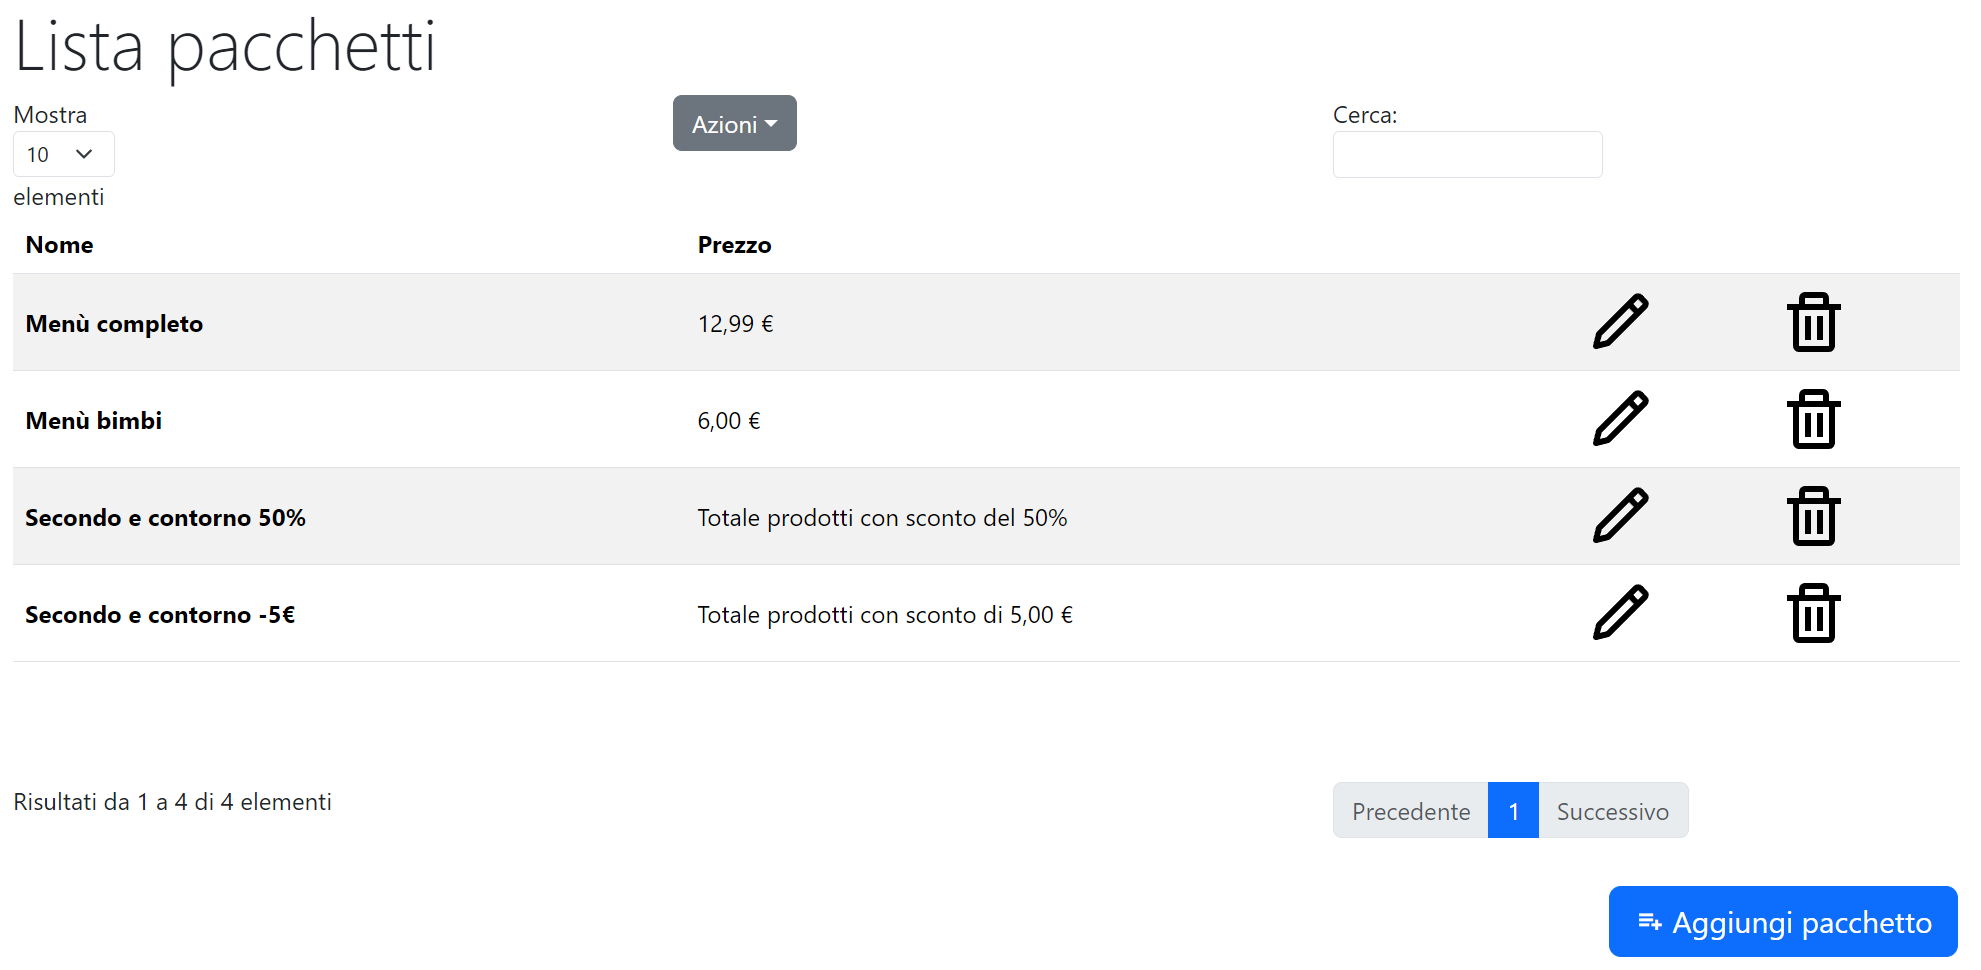 Lista pacchetti
Mostra
10
elementi
Azioni
Cerca:
Nome Prezzo
Menù completo 12,99 €
Menù bimbi 6,00 €
Secondo e contorno 50% Totale prodotti con sconto del 50%
Secondo e contorno -5€ Totale prodotti con sconto di 5,00 €
Risultati da 1 a 4 di 4 elementi
Precedente 1 Successivo
Aggiungi pacchetto